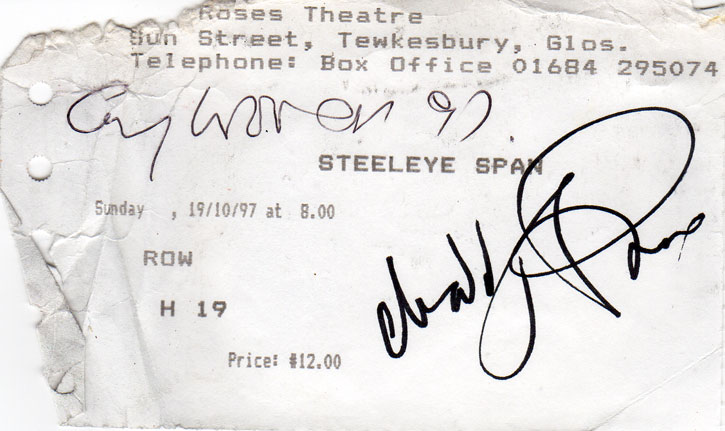 Roses Theatre
Sun Street, Tewkesbury, Glos.
Telephone: Box Office 01684 295074
97
STEELEYE SPAN
Sunday , 19/10/97 at 8.00
ROW
H 19
Price: #12.00